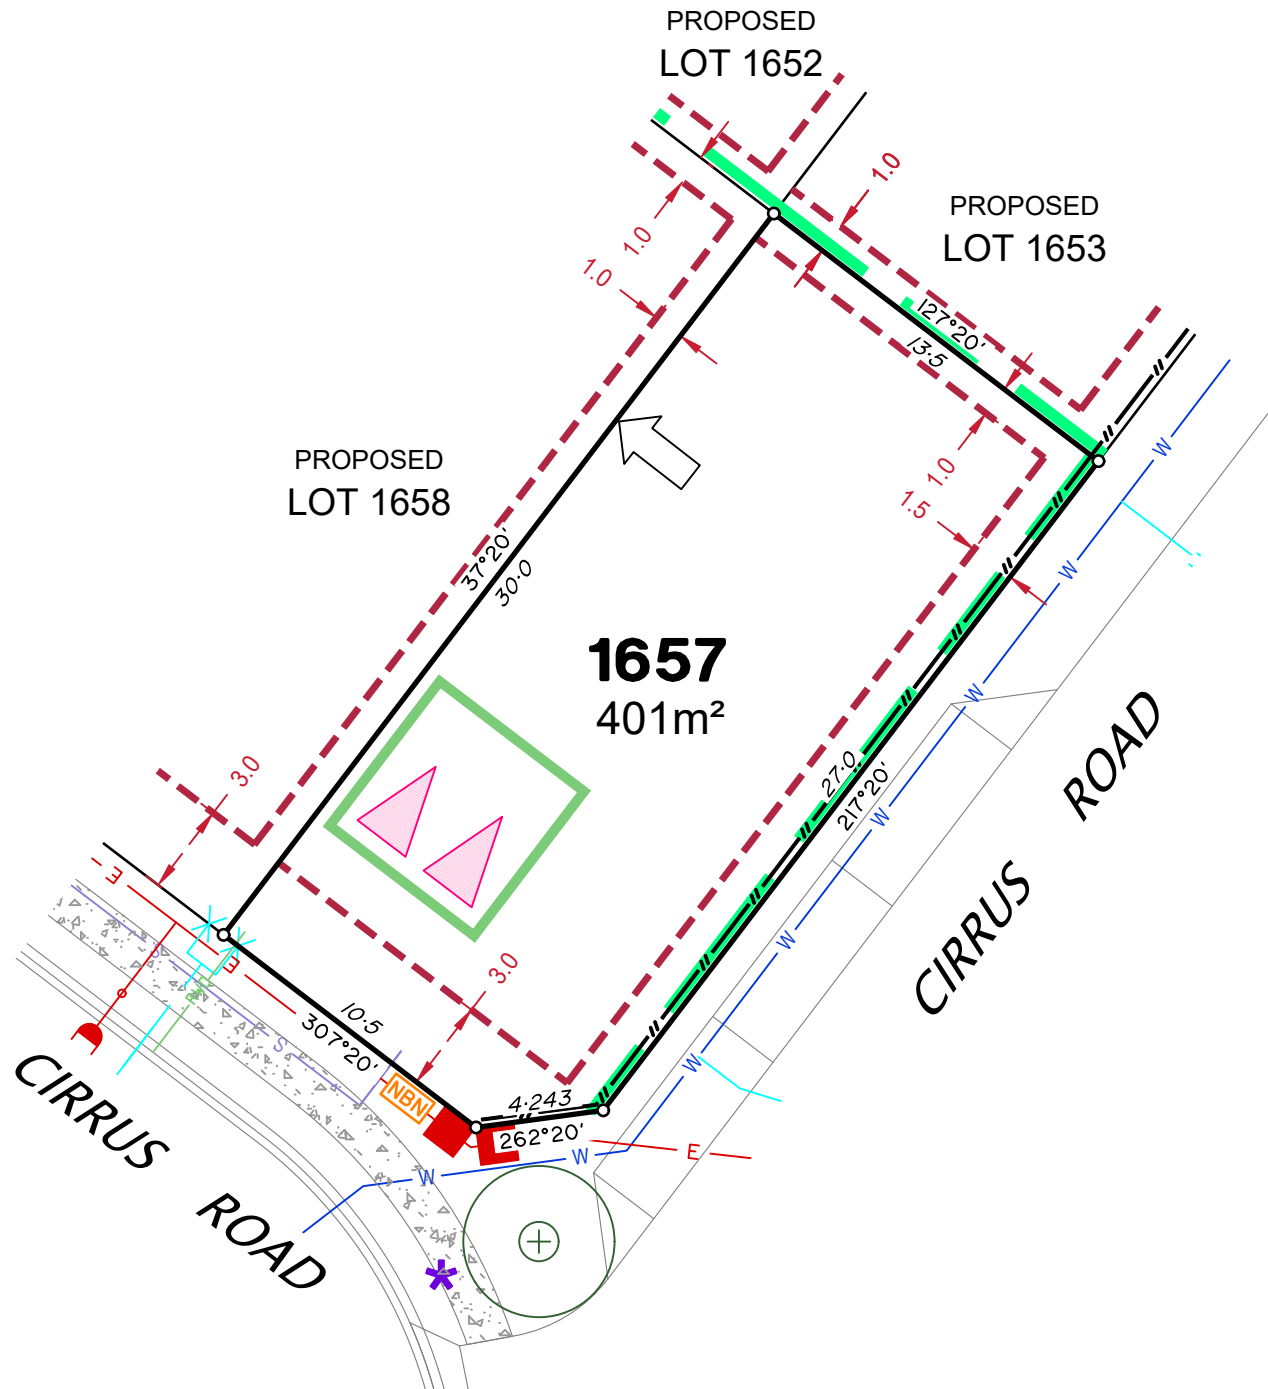 PROPOSED
LOT 1652
1.0
PROPOSED
LOT 1653
1.0
1.0
127°20'
13·5
PROPOSED
LOT 1658
1.0
1.5
37°20'
30·0
1657
401m²
W
W
W
W
W
W
W
W
27·0
217°20'
CIRRUS ROAD
3.0
3.0
E
E
S
S
10·5
307°20'
NBN
4·243
262°20'
E
CIRRUS ROAD